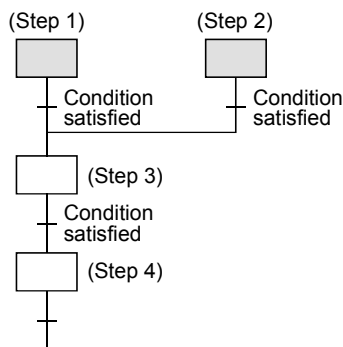 (Step 1)
(Step 2)
Condition
satisfied
Condition
satisfied
(Step 3)
Condition
satisfied
(Step 4)